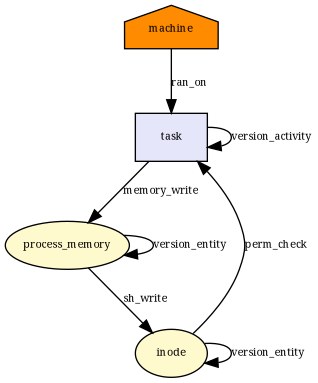 machine
ran_on
task
version_activity
memory_write
process_memory
version_entity
perm_check
sh_write
inode
version_entity